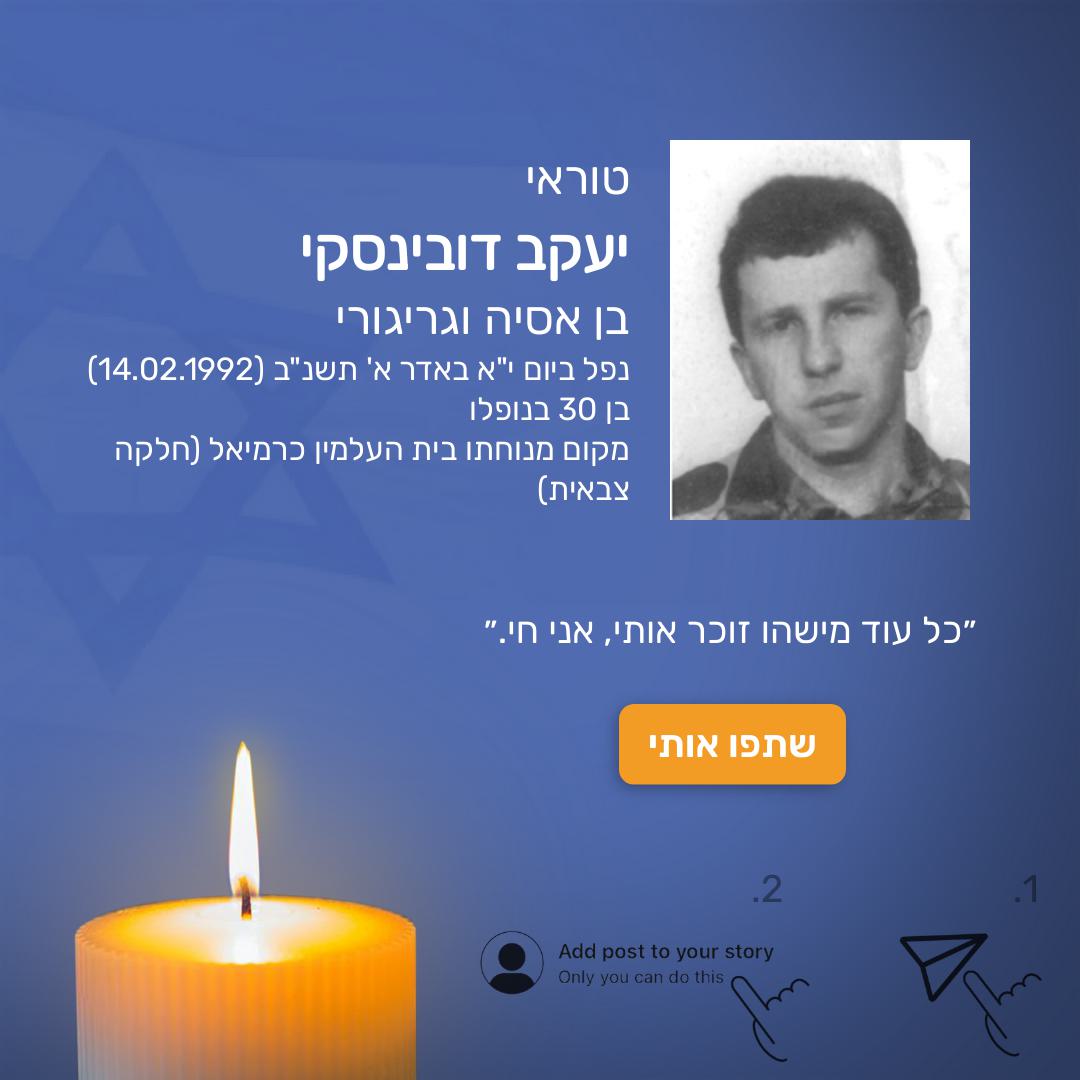 טוראי
יעקב דובינסקי
בן אסיה וגריגורי
נפל ביום י"א באדר א' תשנ"ב (14.02.1992)
בן 30 בנופלו
מקום מנוחתו בית העלמין כרמיאל (חלקה
צבאית)
״כל עוד מישהו זוכר אותי, אני חי.״
שתפו אותי
1.
2.
Add post to your story
Only you can do this